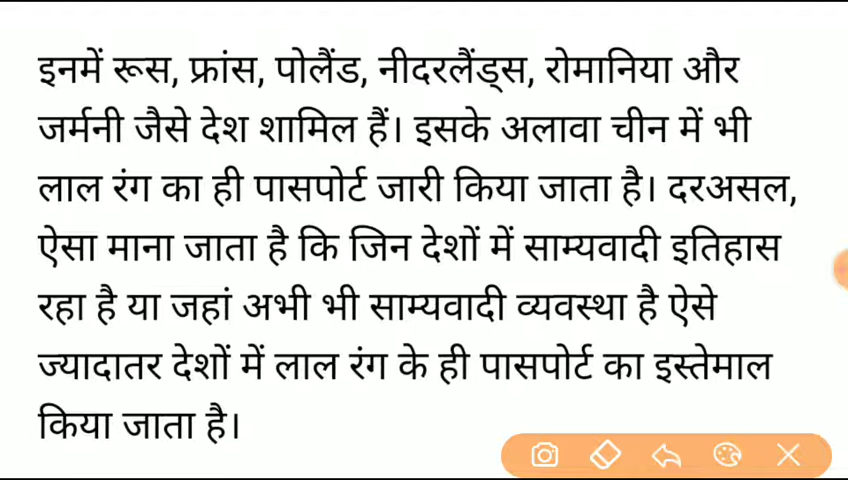 इनमें रूस, फ्रांस, पोलैंड, नीदरलैंड्स, रोमानिया और
जर्मनी जैसे देश शामिल हैं। इसके अलावा चीन में भी
लाल रंग का ही पासपोर्ट जारी किया जाता है। दरअसल,
ऐसा माना जाता है कि जिन देशों में साम्यवादी इतिहास
रहा है या जहां अभी भी साम्यवादी व्यवस्था है ऐसे
ज्यादातर देशों में लाल रंग के ही पासपोर्ट का इस्तेमाल
किया जाता है।